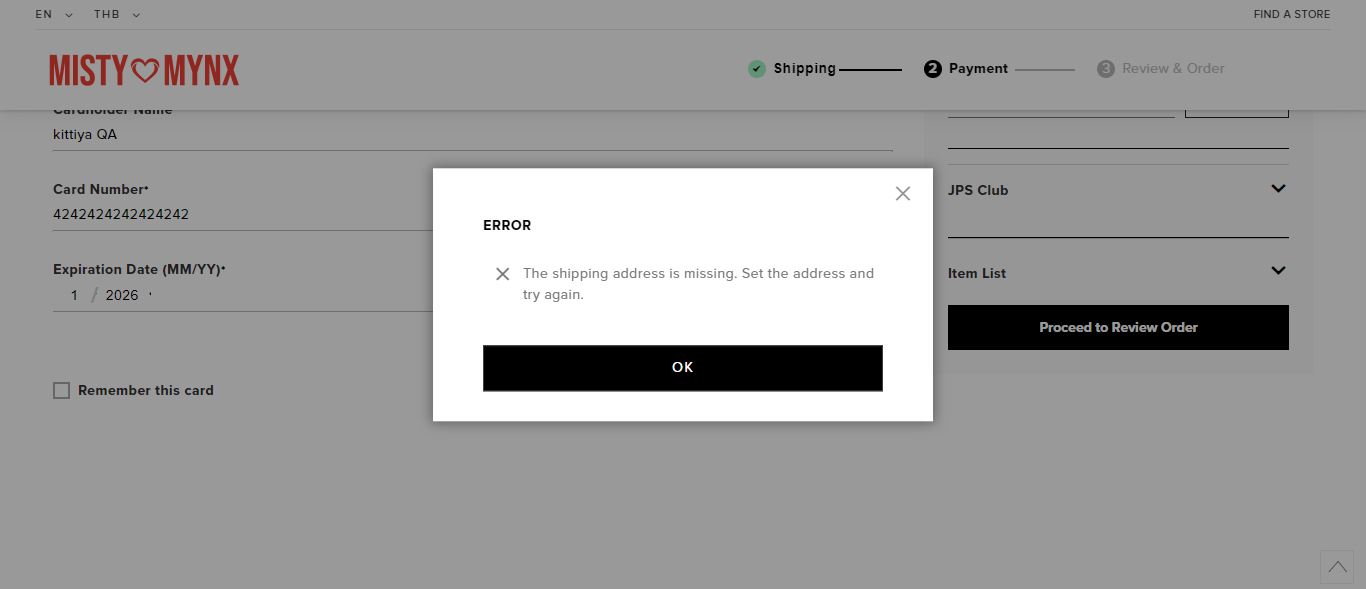 EN THB FIND A STORE
MISTY MYNX
Shipping 2 Payment 3 Review & Order
Cardholder Name
kittiya QA
Card Number•
4242424242424242
Expiration Date (MM/YY)•
1 / 2026
Remember this card
ERROR
The shipping address is missing. Set the address and
try again.
OK
JPS Club
Item List
Proceed to Review Order